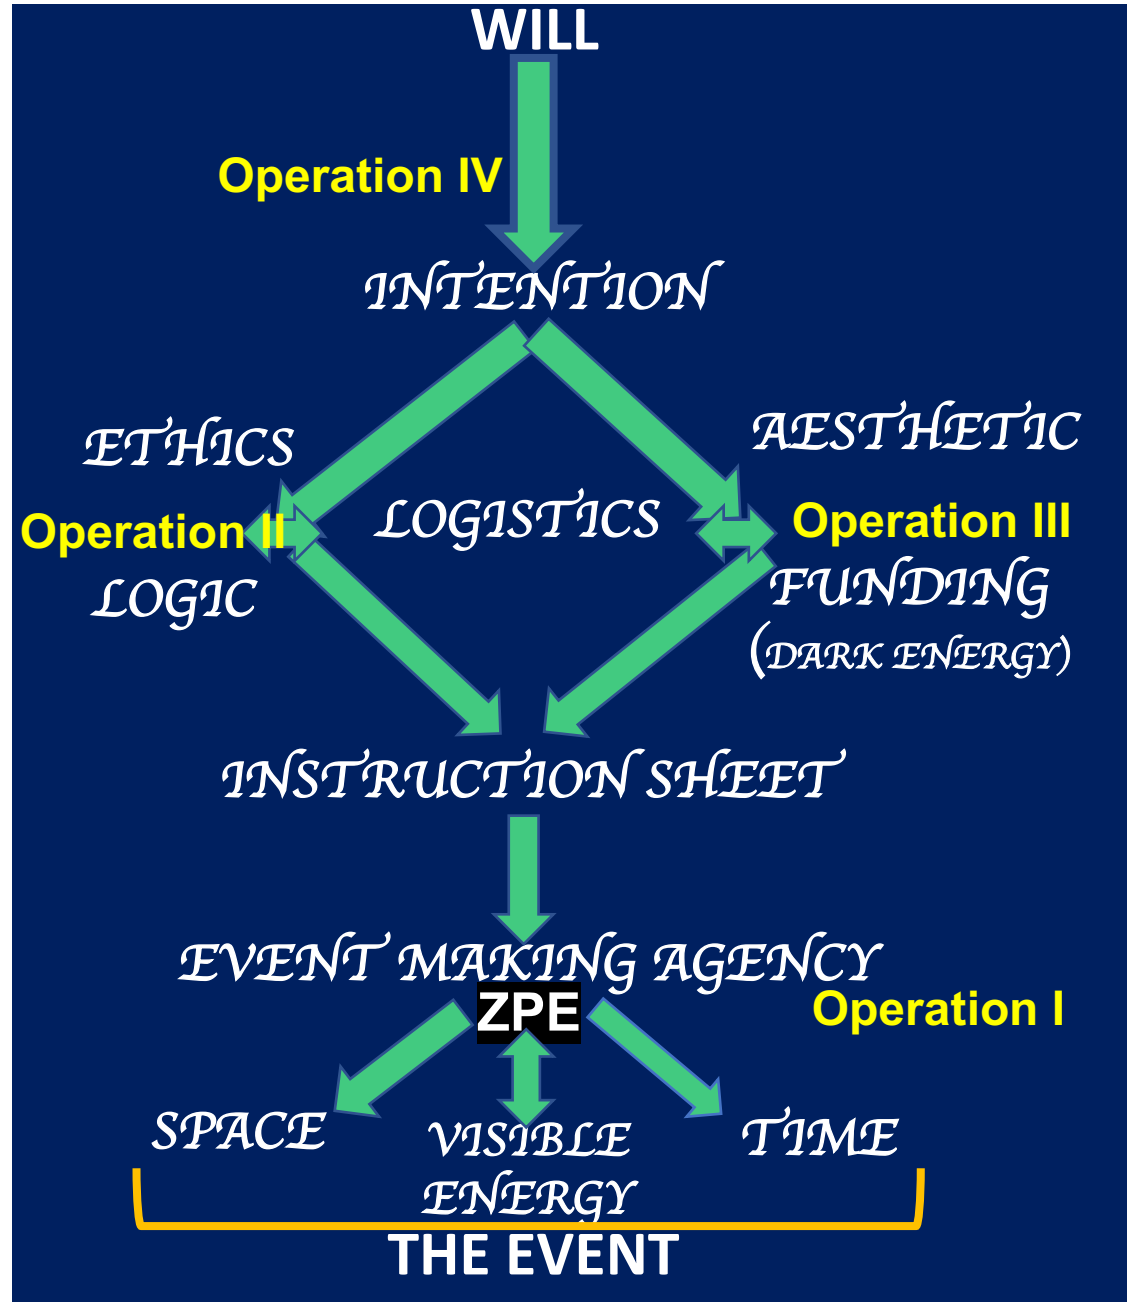 WILL
Operation IV
INTENTION
ETHICS
AESTHETIC
Operation II
LOGISTICS
Operation III
LOGIC
FUNDING
(DARK ENERGY)
INSTRUCTION SHEET
EVENT MAKING AGENCY
ZPE
Operation I
SPACE
VISIBLE
ENERGY
TIME
THE EVENT